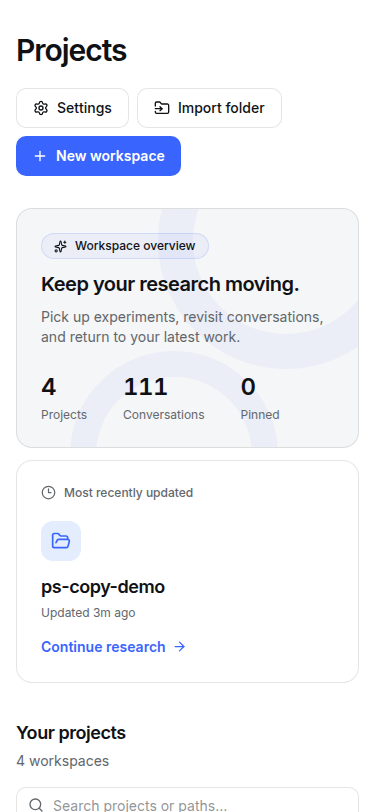 Projects
Settings
Import folder
New workspace
Workspace overview
Keep your research moving.
Pick up experiments, revisit conversations,
and return to your latest work.
4
111
0
Projects
Conversations
Pinned
Most recently updated
ps-copy-demo
Updated 3m ago
Continue research
Your projects
4 workspaces
Search projects or paths...